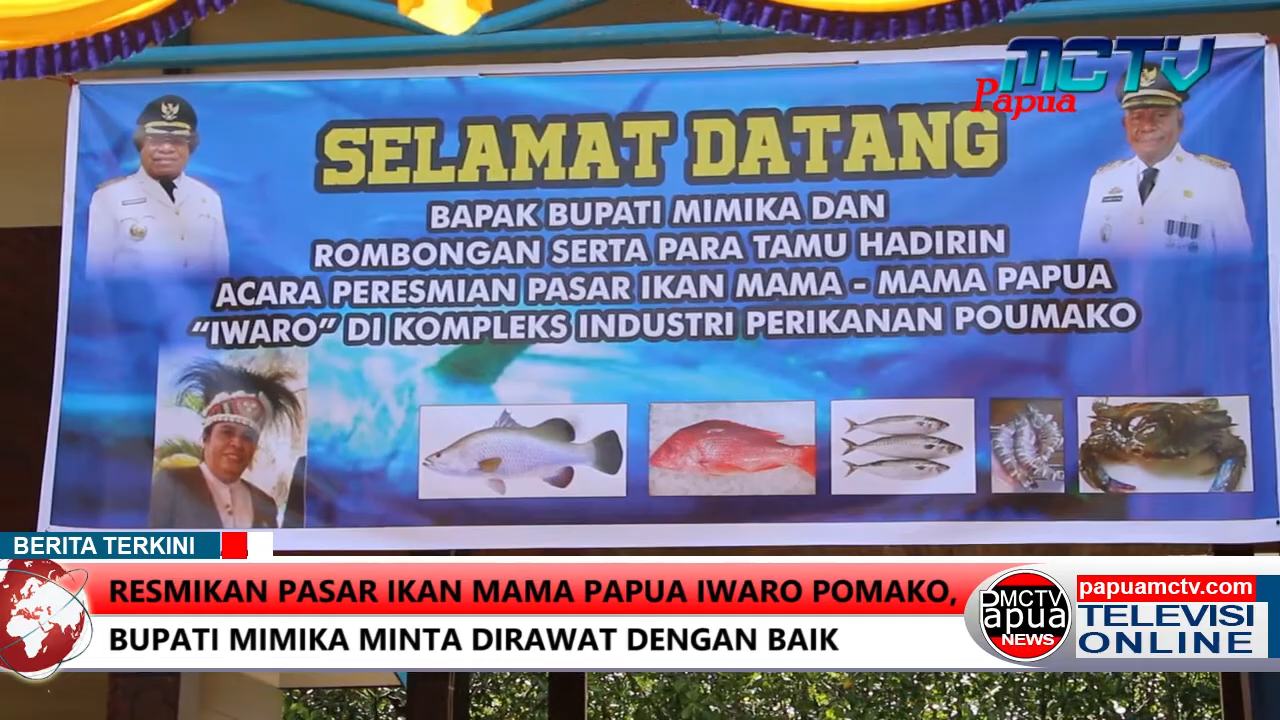 MCTV
Papua
SELAMAT DATANG
BAPAK BUPATI MIMIKA DAN
ROMBONGAN SERTA PARA TAMU HADIRIN
ACARA PERESMIAN PASAR IKAN MAMA - MAMA PAPUA
“IWARO” DI KOMPLEKS INDUSTRI PERIKANAN POUMAKO
BERITA TERKINI
RESMIKAN PASAR IKAN MAMA PAPUA IWARO POMAKO,
BUPATI MIMIKA MINTA DIRAWAT DENGAN BAIK
MCTV
Papua
NEWS
papuamctv.com
TELEVISI
ONLINE